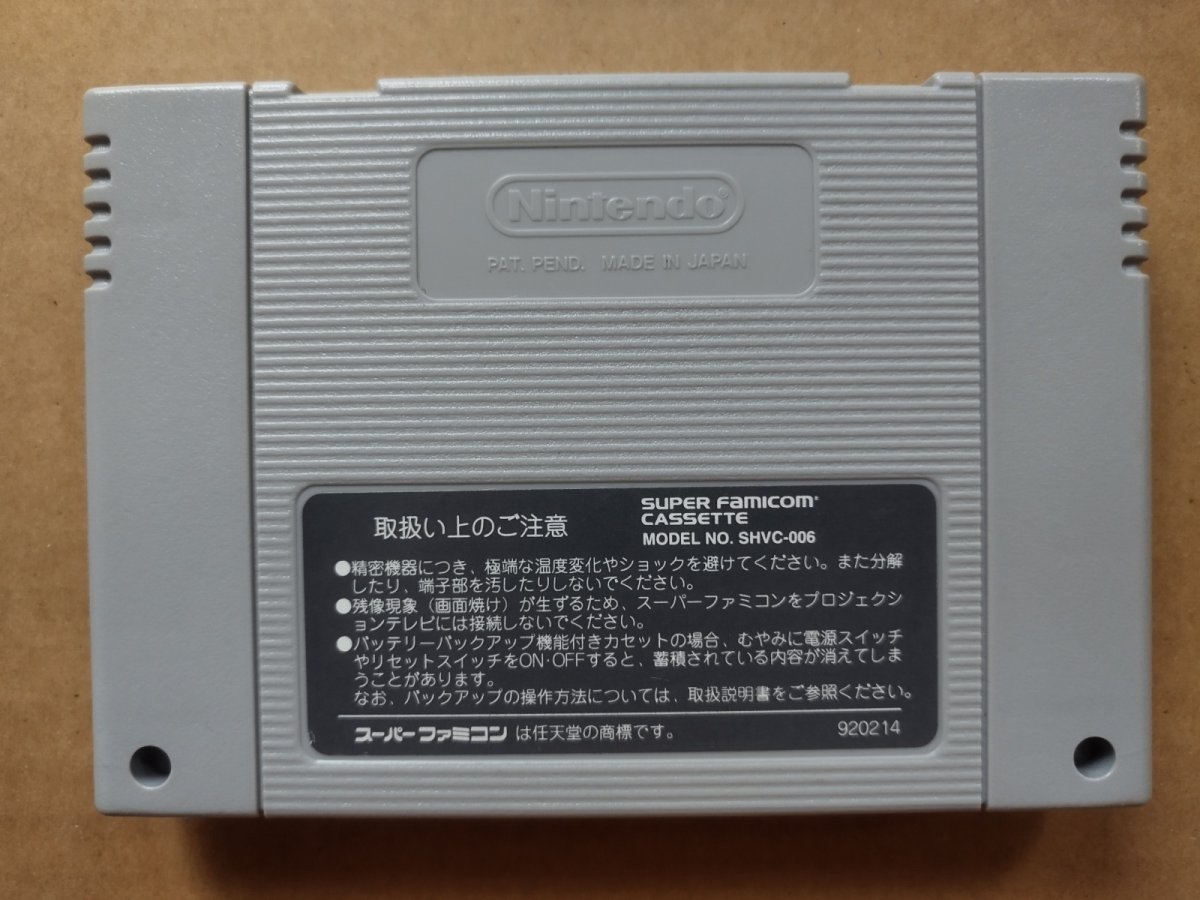 Nintendo®
PAT. PEND. MADE IN JAPAN
取扱い上のご注意
SUPER FAMICOM®
CASSETTE
MODEL NO. SHVC-006
●精密機器につき、極端な温度変化やショックを避けてください。また分解
したり、端子部を汚したりしないでください。
●残像現象（画面焼け）が生ずるため、スーパーファミコンをプロジェクシ
ョンテレビには接続しないでください。
●バッテリーバックアップ機能付きカセットの場合、むやみに電源スイッチ
やリセットスイッチをON·OFFすると、蓄積されている内容が消えてしま
うことがあります。
なお、バックアップの操作方法については、取扱説明書をご参照ください。
スーパーファミコン は任天堂の商標です。 920214